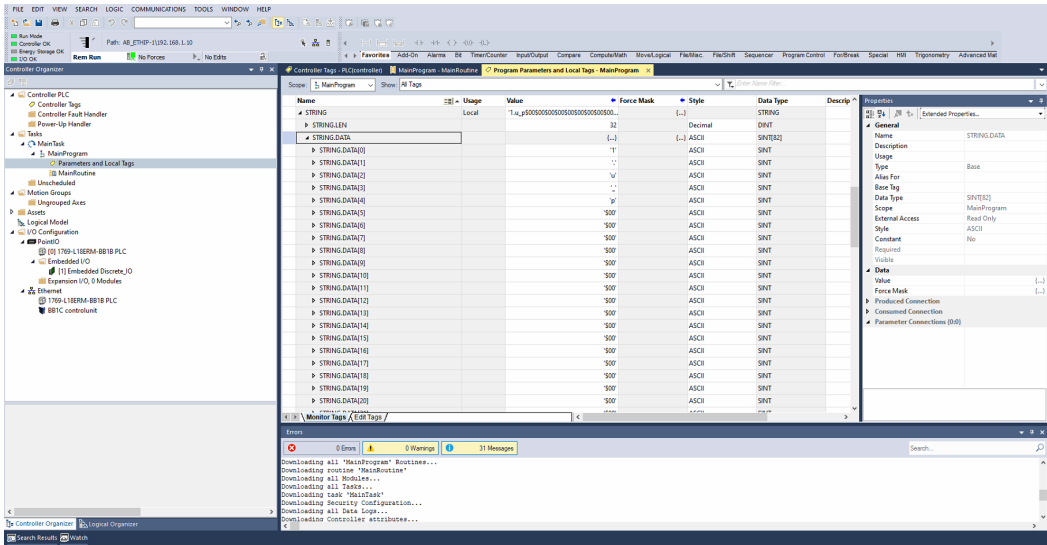 FILE EDIT VIEW SEARCH LOGIC COMMUNICATIONS TOOLS WINDOW HELP
Run Mode
Controller OK
Energy Storage OK
I/O OK
Path: AB_ETHIP-1\192.168.1.10
Rem Run No Forces No Edits
Favorites Add-On Alarms Bit Timer/Counter Input/Output Compare Compute/Math Move/Logical File/Misc. File/Shift Sequencer Program Control For/Break Special HMI Trigonometry Advanced Mat
Controller Organizer
Controller PLC
Controller Tags
Controller Fault Handler
Power-Up Handler
Tasks
MainTask
MainProgram
Parameters and Local Tags
MainRoutine
Unscheduled
Motion Groups
Ungrouped Axes
Assets
Logical Model
I/O Configuration
PointIO
[0] 1769-L18ERM-BB1B PLC
Embedded I/O
[1] Embedded Discrete_IO
Expansion I/O, 0 Modules
Ethernet
1769-L18ERM-BB1B PLC
BB1C controlunit
Controller Organizer Logical Organizer
Search Results Watch
Controller Tags - PLC(controller) MainProgram - MainRoutine Program Parameters and Local Tags - MainProgram x
Scope: MainProgram Show: All Tags Enter Name Filter...
Name Usage Value Force Mask Style Data Type Descrip
STRING Local '1.u_p$00$00$00$00$00$00$00$00... {...} STRING
STRING.LEN 32 Decimal DINT
STRING.DATA {...} {...} ASCII SINT[82]
STRING.DATA[0] '1' ASCII SINT
STRING.DATA[1] '.' ASCII SINT
STRING.DATA[2] 'u' ASCII SINT
STRING.DATA[3] '_' ASCII SINT
STRING.DATA[4] 'p' ASCII SINT
STRING.DATA[5] '$00' ASCII SINT
STRING.DATA[6] '$00' ASCII SINT
STRING.DATA[7] '$00' ASCII SINT
STRING.DATA[8] '$00' ASCII SINT
STRING.DATA[9] '$00' ASCII SINT
STRING.DATA[10] '$00' ASCII SINT
STRING.DATA[11] '$00' ASCII SINT
STRING.DATA[12] '$00' ASCII SINT
STRING.DATA[13] '$00' ASCII SINT
STRING.DATA[14] '$00' ASCII SINT
STRING.DATA[15] '$00' ASCII SINT
STRING.DATA[16] '$00' ASCII SINT
STRING.DATA[17] '$00' ASCII SINT
STRING.DATA[18] '$00' ASCII SINT
STRING.DATA[19] '$00' ASCII SINT
STRING.DATA[20] '$00' ASCII SINT
Monitor Tags Edit Tags
Properties
Extended Properties...
General
Name STRING.DATA
Description
Usage
Type Base
Alias For
Base Tag
Data Type SINT[82]
Scope MainProgram
External Access Read Only
Style ASCII
Constant No
Required
Visible
Data
Value {...}
Force Mask {...}
Produced Connection
Consumed Connection
Parameter Connections {0:0}
Errors
0 Errors 0 Warnings 31 Messages Search...
Downloading all 'MainProgram' Routines...
Downloading routine 'MainRoutine'
Downloading all Modules...
Downloading all Tasks...
Downloading task 'MainTask'
Downloading Security Configuration...
Downloading all Data Logs...
Downloading Controller attributes...